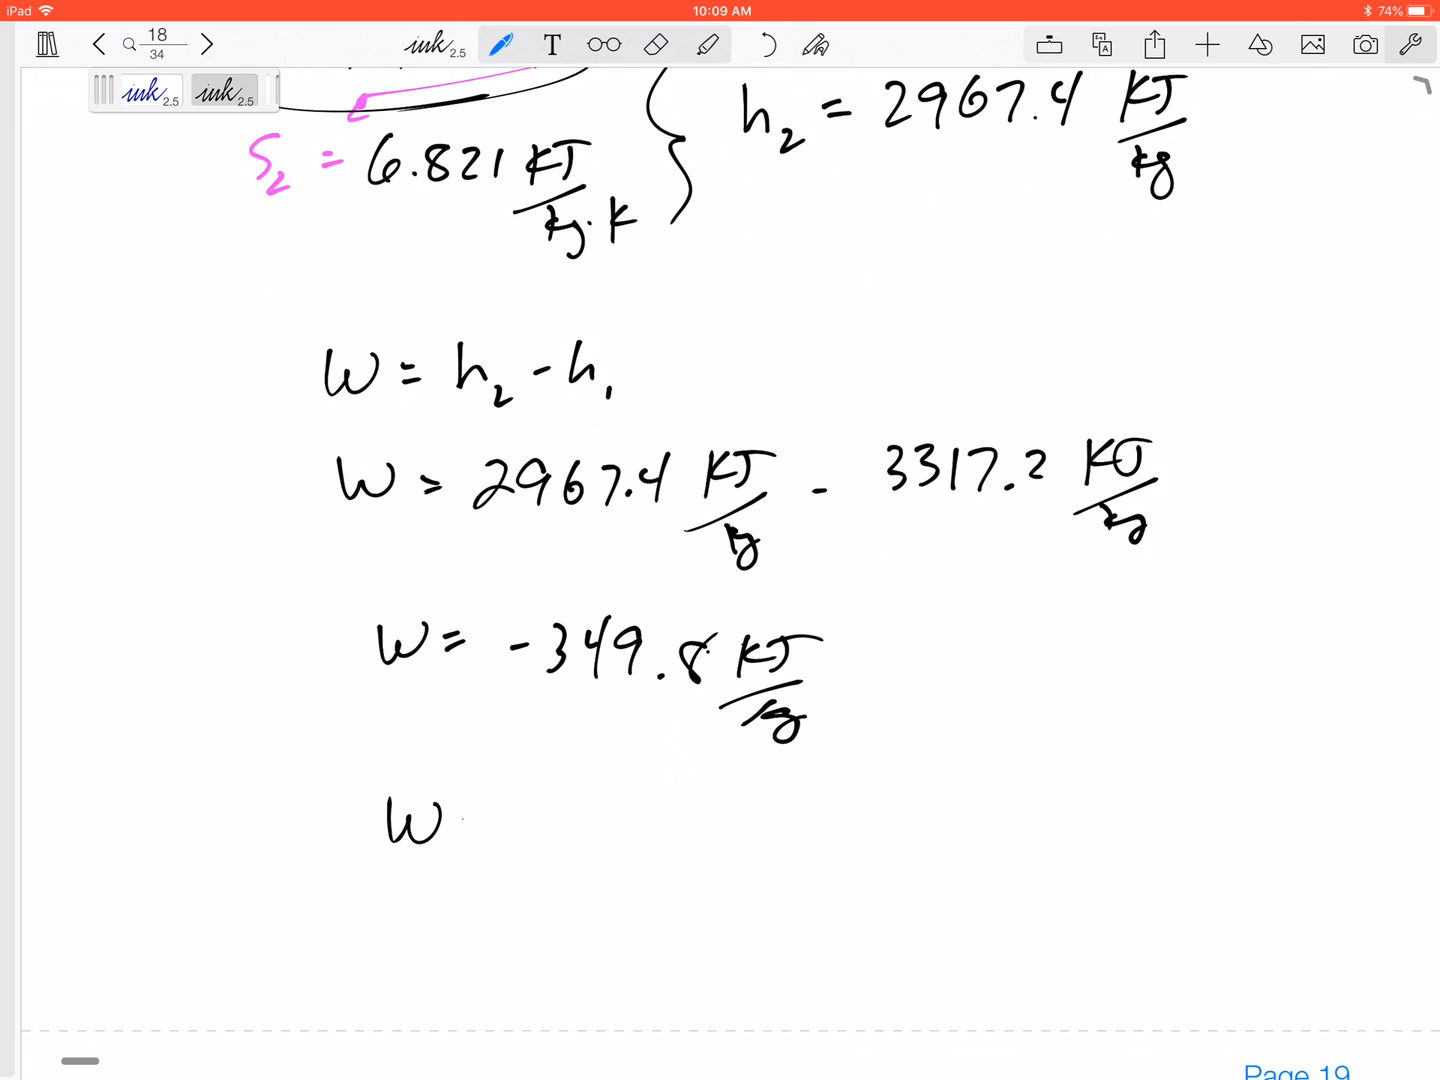 iPad 10:09 AM 74%
18
34
ink 2.5 T
ink 2.5 ink 2.5
h₂ = 2967.4 KJ/kg
S₂ = 6.821 KJ/kg·K
W = h₂ - h₁
W = 2967.4 KJ/kg - 3317.2 KJ/kg
W = -349.8 KJ/kg
W
Page 19